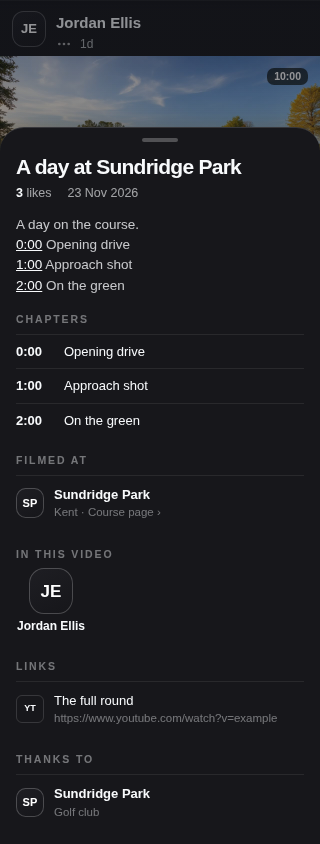 JE
Jordan Ellis
••• 1d
10:00
A day at Sundridge Park
3 likes 23 Nov 2026
A day on the course.
0:00 Opening drive
1:00 Approach shot
2:00 On the green
CHAPTERS
0:00 Opening drive
1:00 Approach shot
2:00 On the green
FILMED AT
SP
Sundridge Park
Kent · Course page ›
IN THIS VIDEO
JE
Jordan Ellis
LINKS
YT
The full round
https://www.youtube.com/watch?v=example
THANKS TO
SP
Sundridge Park
Golf club